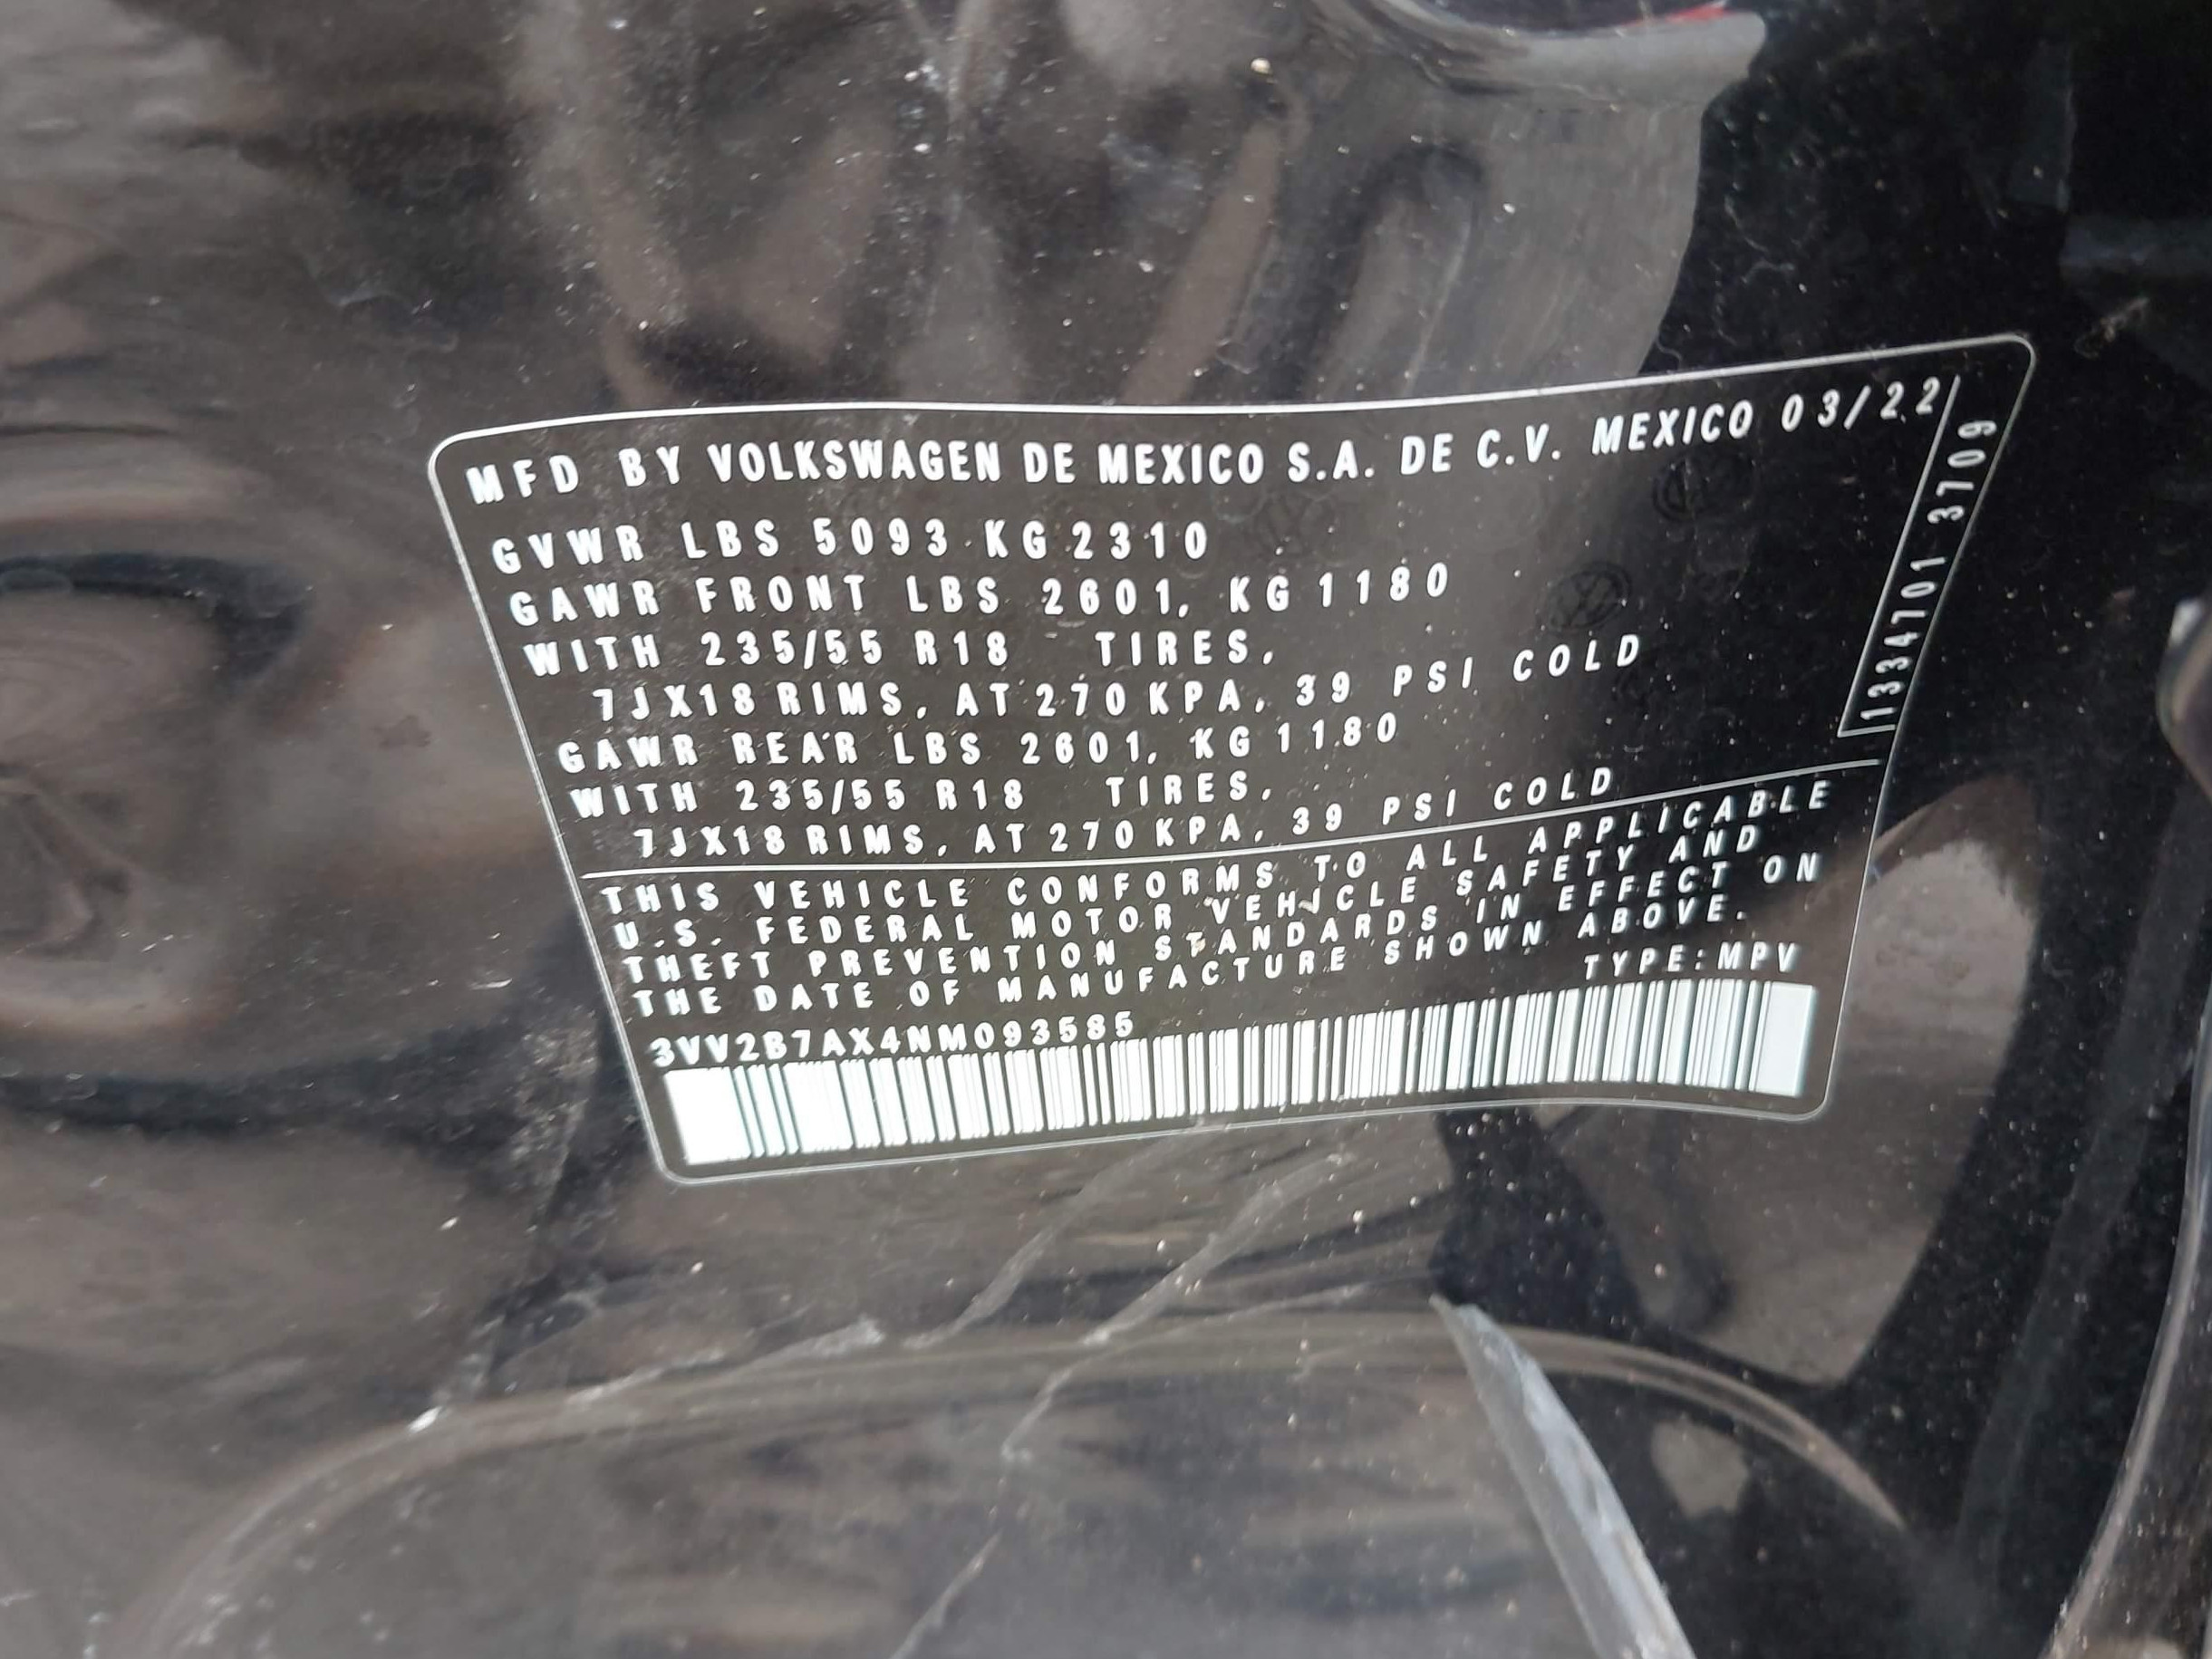 MFD BY VOLKSWAGEN DE MEXICO S.A. DE C.V. MEXICO 03/22
GVWR LBS 5093 KG 2310
GAWR FRONT LBS 2601, KG 1180
WITH 235/55 R18 TIRES,
7JX18 RIMS, AT 270 KPA, 39 PSI COLD
GAWR REAR LBS 2601, KG 1180
WITH 235/55 R18 TIRES,
7JX18 RIMS, AT 270 KPA, 39 PSI COLD
1334701 3709
THIS VEHICLE CONFORMS TO ALL APPLICABLE
U.S. FEDERAL MOTOR VEHICLE SAFETY AND
THEFT PREVENTION STANDARDS IN EFFECT ON
THE DATE OF MANUFACTURE SHOWN ABOVE.
TYPE:MPV
3VV2B7AX4NM093585